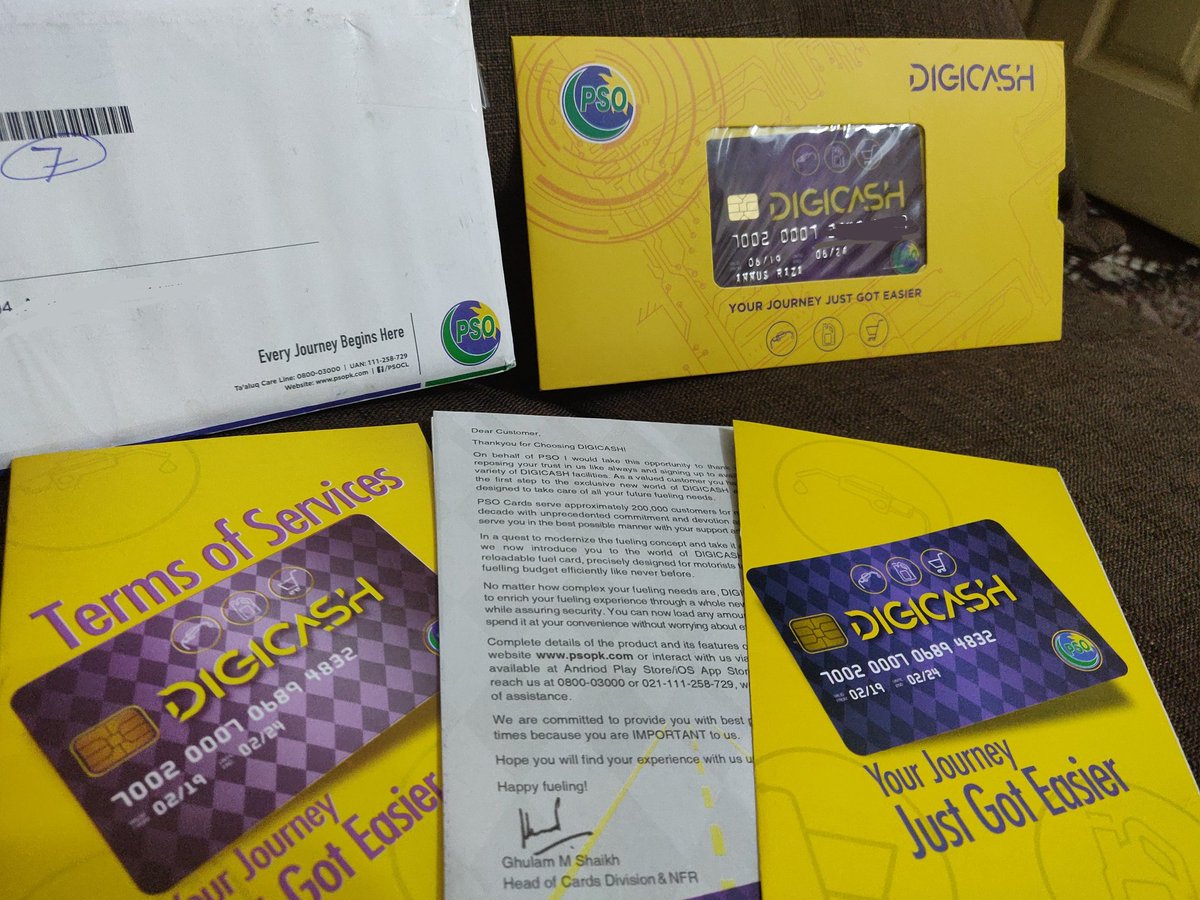 7
04
Every Journey Begins Here
Ta'aluq Care Line: 0800-03000 | UAN: 111-258-729
Website: www.psopk.com | /PSOCL
PSO
PSO
DIGICASH
DIGICASH
7002 0007
06/19 06/24
YOUR JOURNEY JUST GOT EASIER
Terms of Services
DIGICASH
7002 0007 0689 4832
02/19 02/24
Your Journey
Got Easier
Dear Customer,
Thankyou for Choosing DIGICASH!
On behalf of PSO I would take this opportunity to thank
reposing your trust in us like always and signing up to
variety of DIGICASH facilities. As a valued customer you
the first step to the exclusive new world of DIGICASH
designed to take care of all your future fueling needs.
PSO Cards serve approximately 200,000 customers for
decade with unprecedented commitment and devotion
serve you in the best possible manner with your support
In a quest to modernize the fueling concept and take it
we now introduce you to the world of DIGICASH
reloadable fuel card, precisely designed for motorists
fuelling budget efficiently like never before.
No matter how complex your fueling needs are,
to enrich your fueling experience through a whole new
while assuring security. You can now load any
spend it at your convenience without worrying about
Complete details of the product and its features
website www.psopk.com or interact with us via
available at Andriod Play Store/iOS App
reach us at 0800-03000 or 021-111-258-729,
of assistance.
We are committed to provide you with best
times because you are IMPORTANT to us.
Hope you will find your experience with us
Happy fueling!
Ghulam M Shaikh
Head of Cards Division & NFR
DIGICASH
7002 0007 0689 4832
02/19 02/24
PSO
Your Journey
Just Got Easier